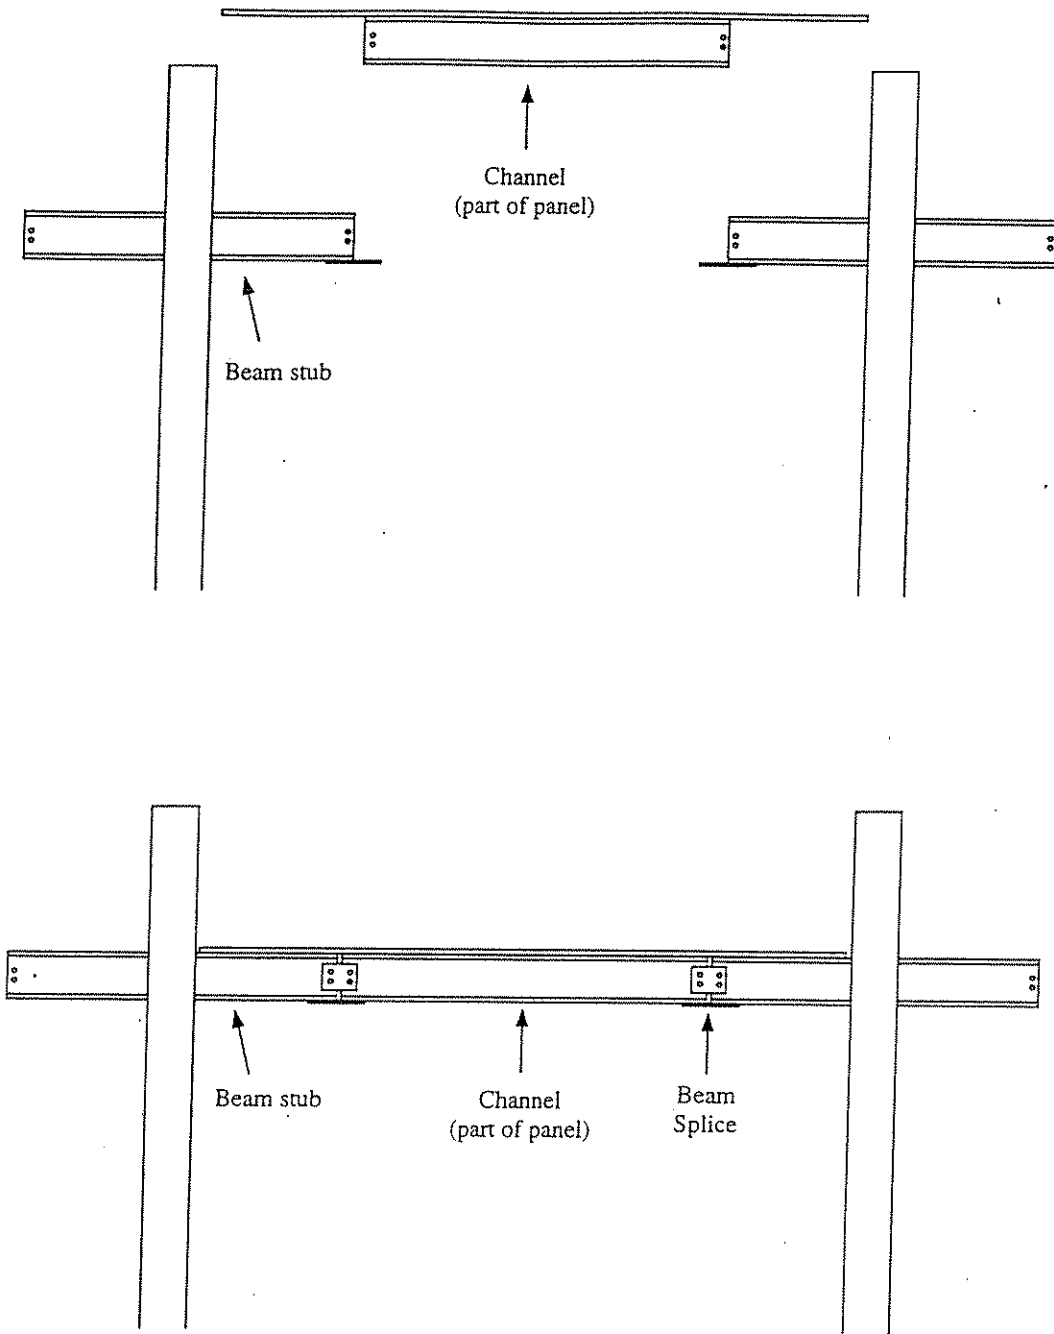 Channel
(part of panel)
Beam stub
Beam stub
Channel
(part of panel)
Beam
Splice